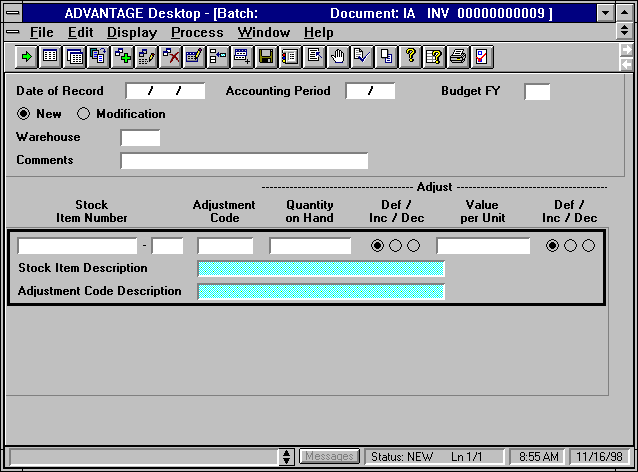 ADVANTAGE Desktop - [Batch: Document: IA INV 00000000009 ]
File Edit Display Process Window Help
Date of Record / / Accounting Period / Budget FY
New Modification
Warehouse
Comments
Adjust
Stock Item Number Adjustment Code Quantity on Hand Def / Inc / Dec Value per Unit Def / Inc / Dec
-
Stock Item Description
Adjustment Code Description
Messages Status: NEW Ln 1/1 8:55 AM 11/16/98